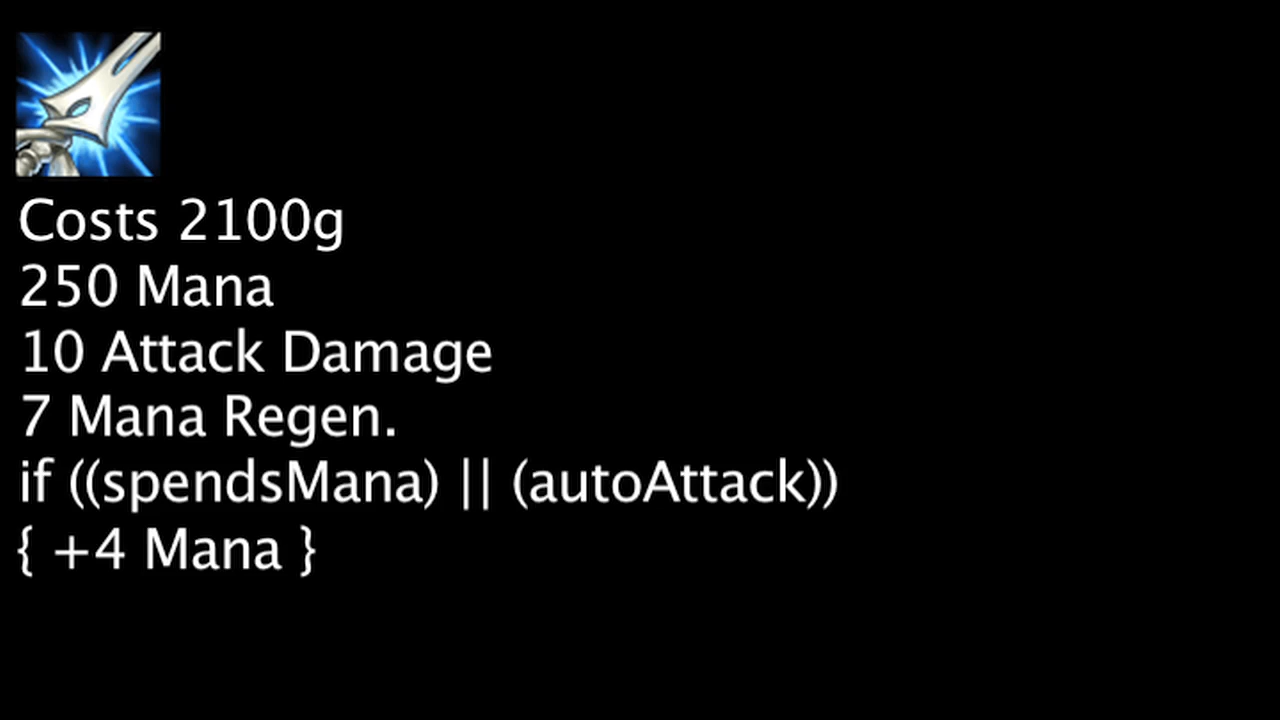 Costs 2100g
250 Mana
10 Attack Damage
7 Mana Regen.
if ((spendsMana) || (autoAttack))
{ +4 Mana }